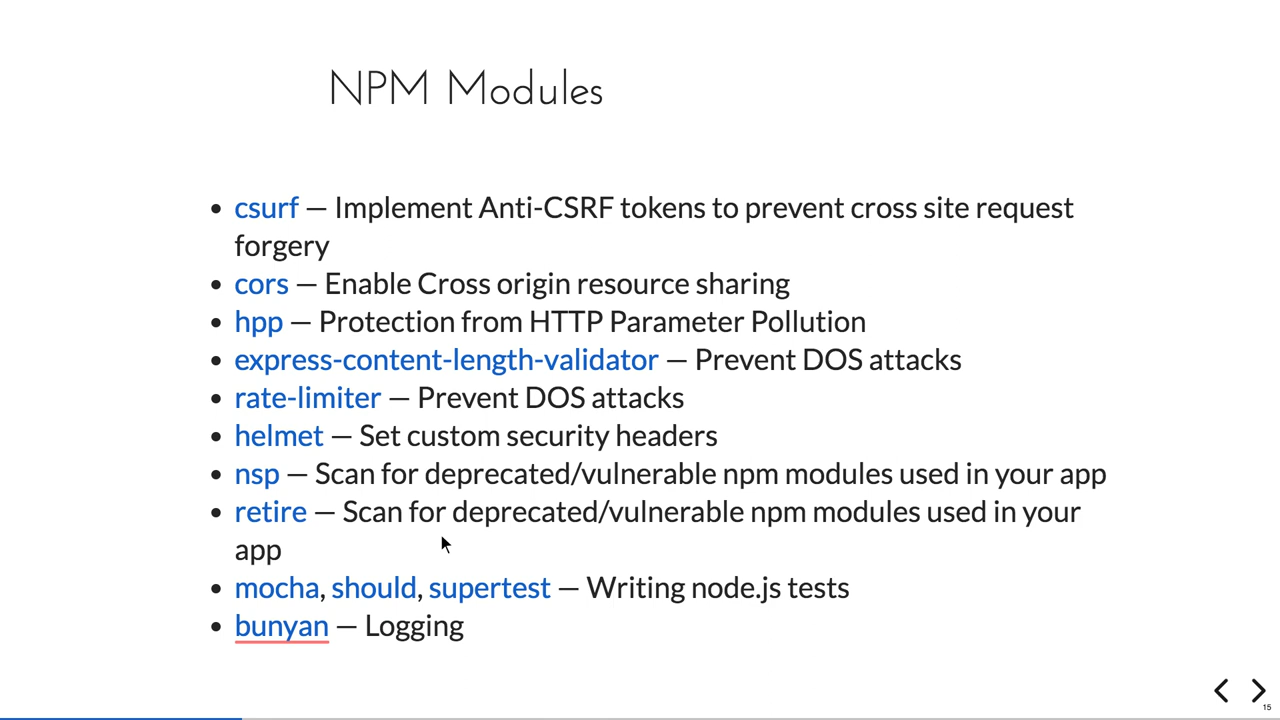 NPM Modules
• csurf — Implement Anti-CSRF tokens to prevent cross site request
forgery
• cors — Enable Cross origin resource sharing
• hpp — Protection from HTTP Parameter Pollution
• express-content-length-validator — Prevent DOS attacks
• rate-limiter — Prevent DOS attacks
• helmet — Set custom security headers
• nsp — Scan for deprecated/vulnerable npm modules used in your app
• retire — Scan for deprecated/vulnerable npm modules used in your
app
• mocha, should, supertest — Writing node.js tests
• bunyan — Logging
15